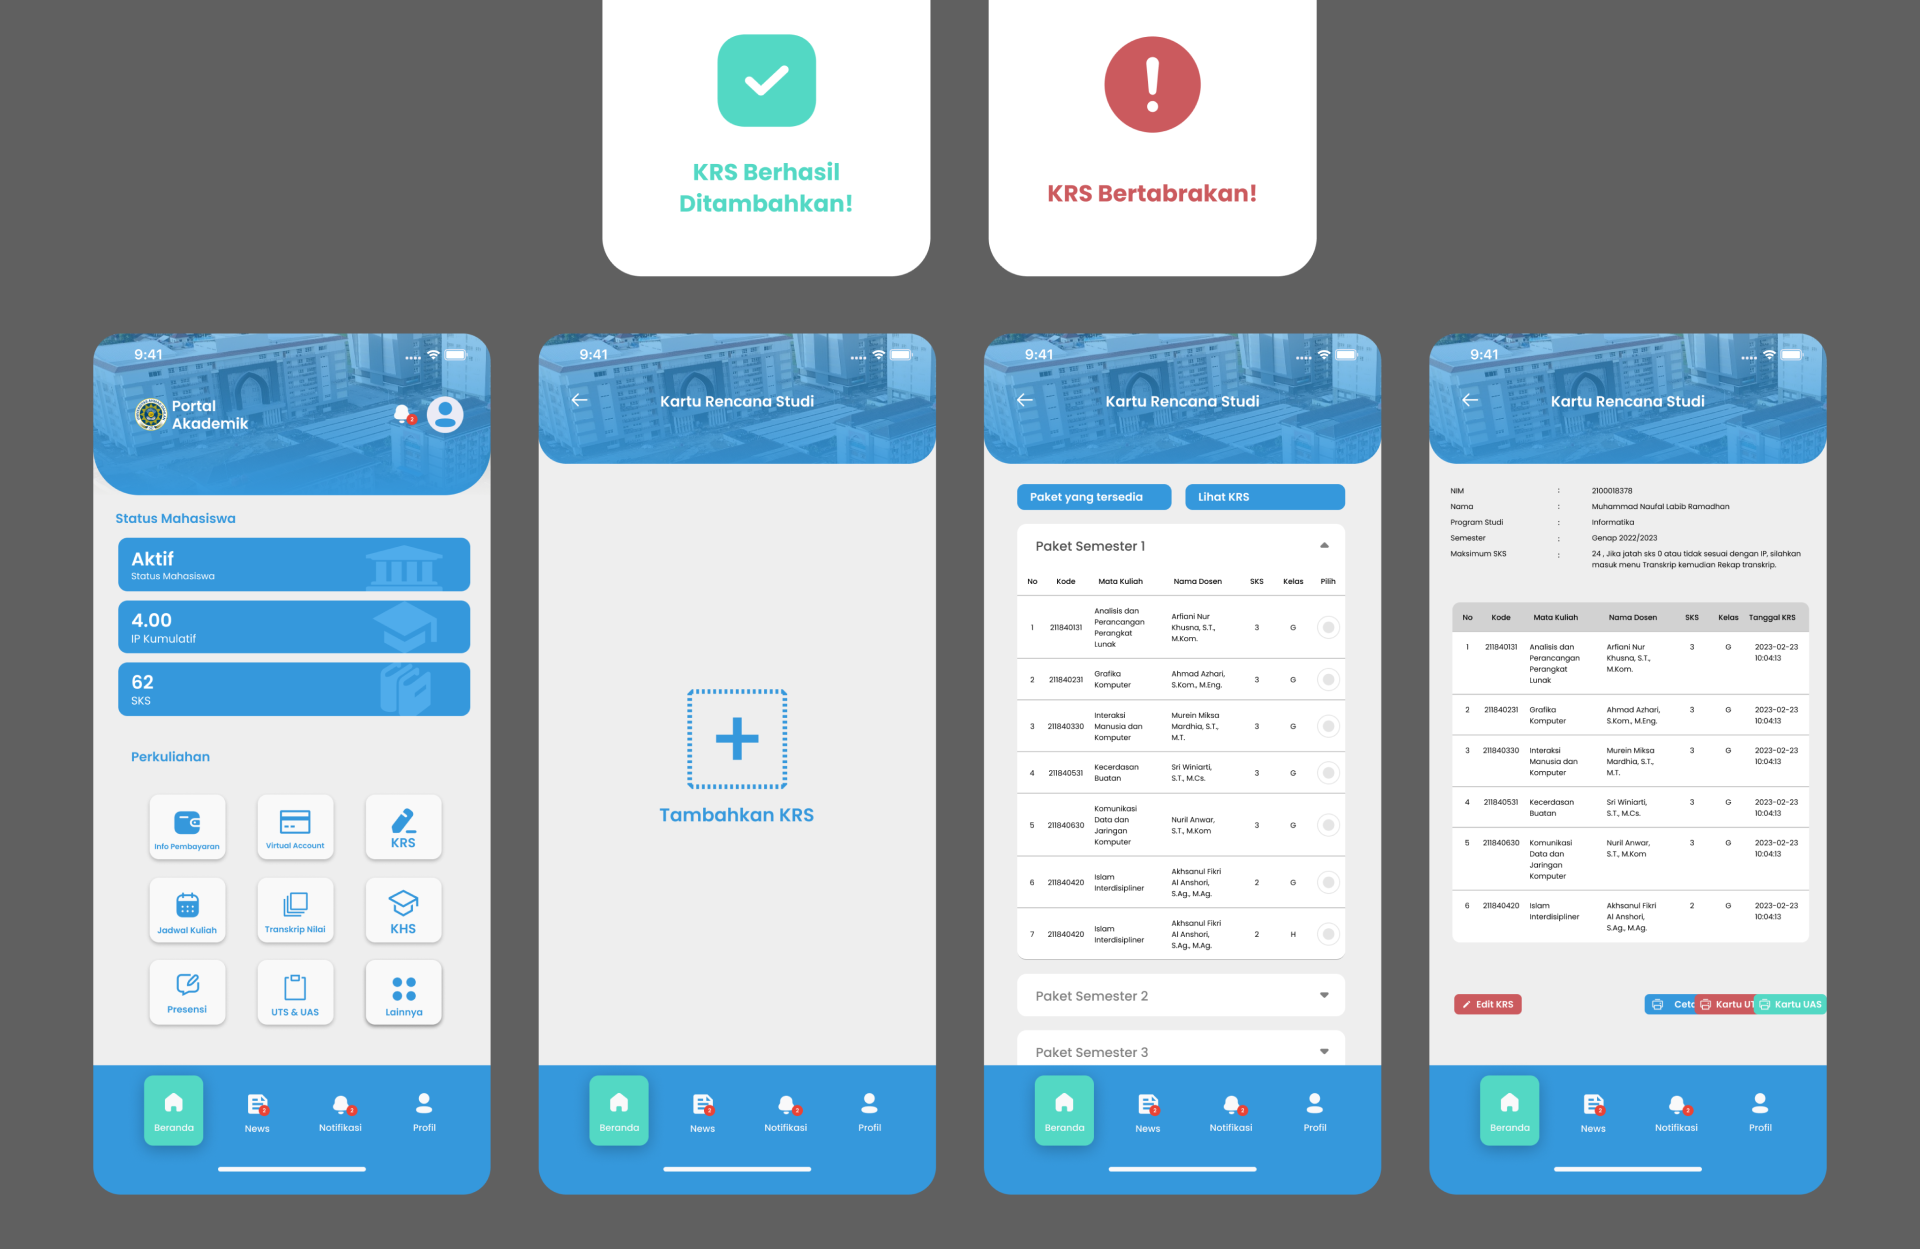 KRS Berhasil
Ditambahkan!
KRS Bertabrakan!
9:41
Portal
Akademik
2
Status Mahasiswa
Aktif
Status Mahasiswa
4.00
IP Kumulatif
62
SKS
Perkuliahan
Info Pembayaran
Virtual Account
KRS
Jadwal Kuliah
Transkrip Nilai
KHS
Presensi
UTS & UAS
Lainnya
Beranda
2
News
2
Notifikasi
Profil
9:41
Kartu Rencana Studi
Tambahkan KRS
Beranda
2
News
2
Notifikasi
Profil
9:41
Kartu Rencana Studi
Paket yang tersedia
Lihat KRS
Paket Semester 1
No Kode Mata Kuliah Nama Dosen SKS Kelas Pilih
1 211840131 Analisis dan Perancangan Perangkat Lunak Arfiani Nur Khusna, S.T., M.Kom. 3 G
2 211840231 Grafika Komputer Ahmad Azhari, S.Kom., M.Eng. 3 G
3 211840330 Interaksi Manusia dan Komputer Murein Miksa Mardhia, S.T., M.T. 3 G
4 211840531 Kecerdasan Buatan Sri Winiarti, S.T., M.Cs. 3 G
5 211840630 Komunikasi Data dan Jaringan Komputer Nuril Anwar, S.T., M.Kom 3 G
6 211840420 Islam Interdisipliner Akhsanul Fikri Al Anshori, S.Ag., M.Ag. 2 G
7 211840420 Islam Interdisipliner Akhsanul Fikri Al Anshori, S.Ag., M.Ag. 2 H
Paket Semester 2
Paket Semester 3
Beranda
2
News
2
Notifikasi
Profil
9:41
Kartu Rencana Studi
NIM : 2100018378
Nama : Muhammad Naufal Labib Ramadhan
Program Studi : Informatika
Semester : Genap 2022/2023
Maksimum SKS : 24 , Jika jatah sks 0 atau tidak sesuai dengan IP, silahkan
masuk menu Transkrip kemudian Rekap transkrip.
No Kode Mata Kuliah Nama Dosen SKS Kelas Tanggal KRS
1 211840131 Analisis dan Perancangan Perangkat Lunak Arfiani Nur Khusna, S.T., M.Kom. 3 G 2023-02-23 10:04:13
2 211840231 Grafika Komputer Ahmad Azhari, S.Kom., M.Eng. 3 G 2023-02-23 10:04:13
3 211840330 Interaksi Manusia dan Komputer Murein Miksa Mardhia, S.T., M.T. 3 G 2023-02-23 10:04:13
4 211840531 Kecerdasan Buatan Sri Winiarti, S.T., M.Cs. 3 G 2023-02-23 10:04:13
5 211840630 Komunikasi Data dan Jaringan Komputer Nuril Anwar, S.T., M.Kom 3 G 2023-02-23 10:04:13
6 211840420 Islam Interdisipliner Akhsanul Fikri Al Anshori, S.Ag., M.Ag. 2 G 2023-02-23 10:04:13
Edit KRS
Kartu
Kartu UAS
Beranda
2
News
2
Notifikasi
Profil